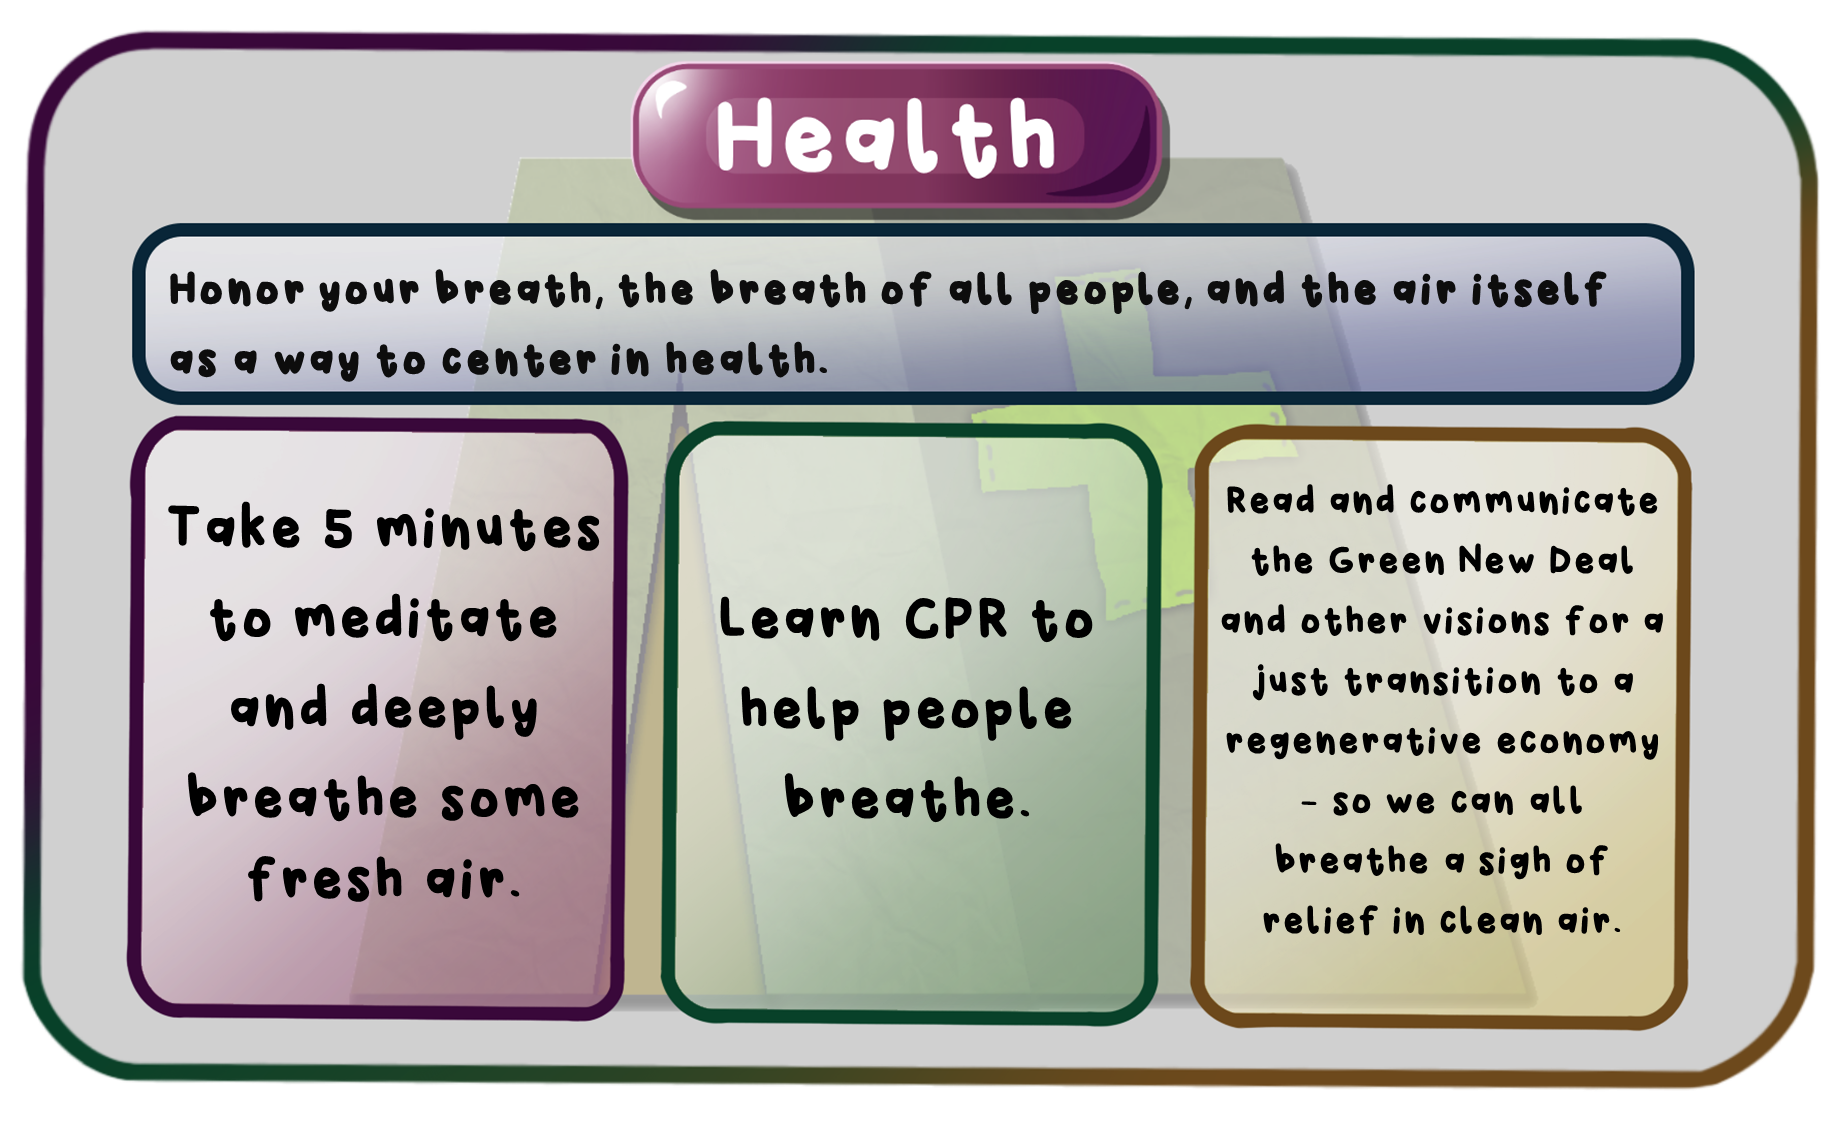 Health
Honor your breath, the breath of all people, and the air itself
as a way to center in health.
Take 5 minutes
to meditate
and deeply
breathe some
fresh air.
Learn CPR to
help people
breathe.
Read and communicate
the Green New Deal
and other visions for a
just transition to a
regenerative economy
- so we can all
breathe a sigh of
relief in clean air.